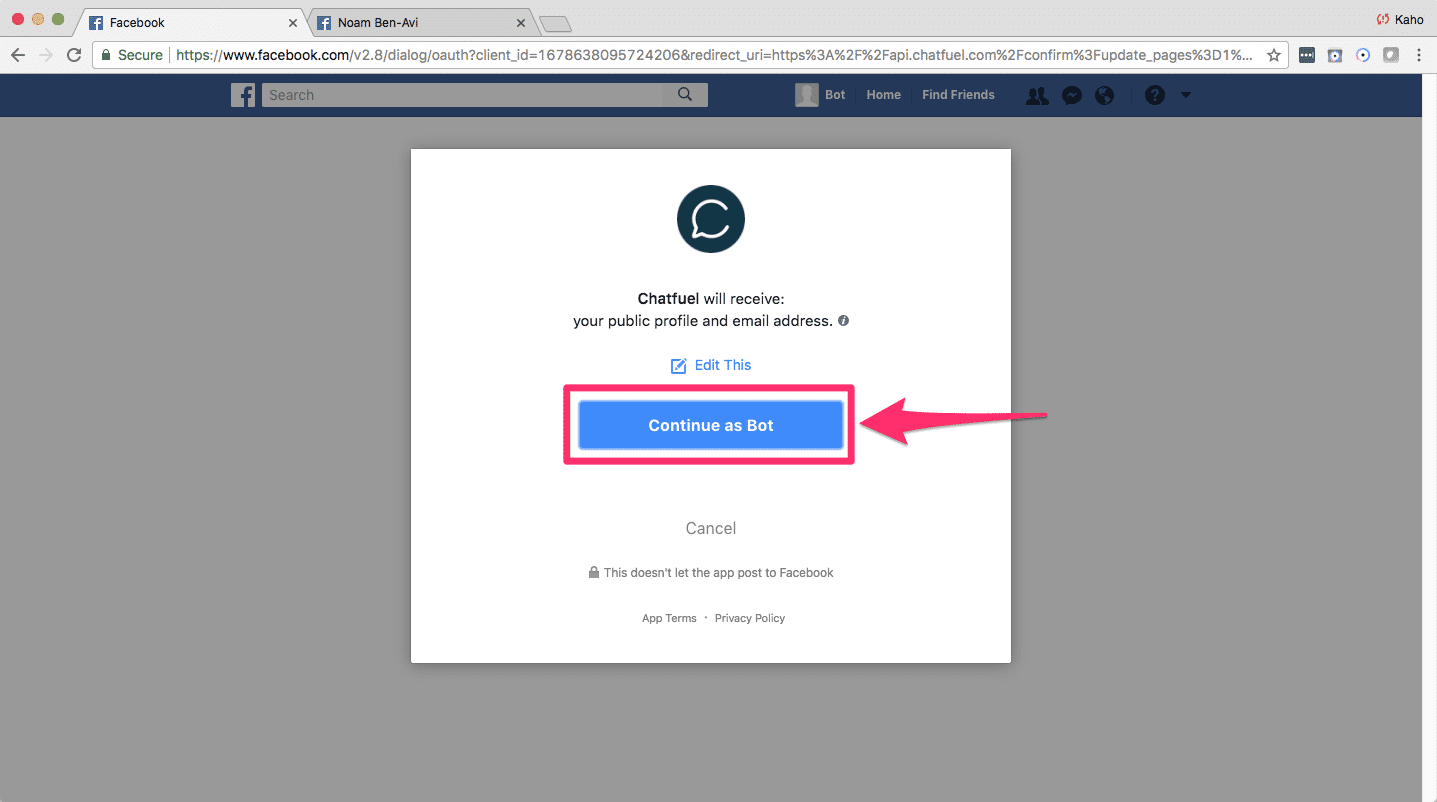 Facebook
Noam Ben-Avi
Kaho
Secure
https://www.facebook.com/v2.8/dialog/oauth?client_id=1678638095724206&redirect_uri=https%3A%2F%2Fapi.chatfuel.com%2Fconfirm%3Fupdate_pages%3D1%...
Search
Bot
Home
Find Friends
Chatfuel will receive:
your public profile and email address.
Edit This
Continue as Bot
Cancel
This doesn't let the app post to Facebook
App Terms · Privacy Policy